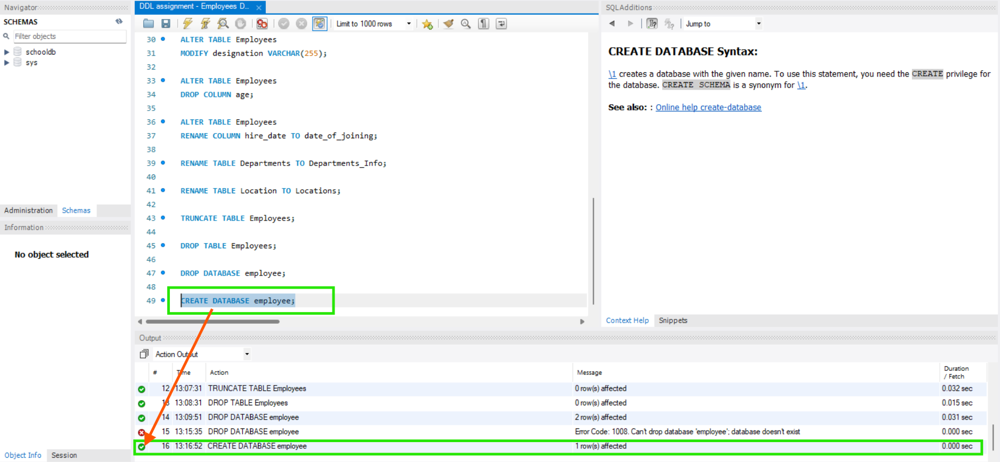 Navigator
SCHEMAS
Filter objects
schooldb
sys
Administration Schemas
Information
No object selected
Object Info Session
DDL assignment - Employees D...
Limit to 1000 rows
30 ALTER TABLE Employees
31 MODIFY designation VARCHAR(255);
32
33 ALTER TABLE Employees
34 DROP COLUMN age;
35
36 ALTER TABLE Employees
37 RENAME COLUMN hire_date TO date_of_joining;
38
39 RENAME TABLE Departments TO Departments_Info;
40
41 RENAME TABLE Location TO Locations;
42
43 TRUNCATE TABLE Employees;
44
45 DROP TABLE Employees;
46
47 DROP DATABASE employee;
48
49 CREATE DATABASE employee;
SQLAdditions
Jump to
CREATE DATABASE Syntax:
\1 creates a database with the given name. To use this statement, you need the CREATE privilege for
the database. CREATE SCHEMA is a synonym for \1.
See also: : Online help create-database
Context Help Snippets
Output
Action Output
# Time Action Message Duration
/ Fetch
12 13:07:31 TRUNCATE TABLE Employees 0 row(s) affected 0.032 sec
13 13:08:31 DROP TABLE Employees 0 row(s) affected 0.015 sec
14 13:09:51 DROP DATABASE employee 2 row(s) affected 0.031 sec
15 13:15:35 DROP DATABASE employee Error Code: 1008. Can't drop database 'employee'; database doesn't exist 0.000 sec
16 13:16:52 CREATE DATABASE employee 1 row(s) affected 0.000 sec